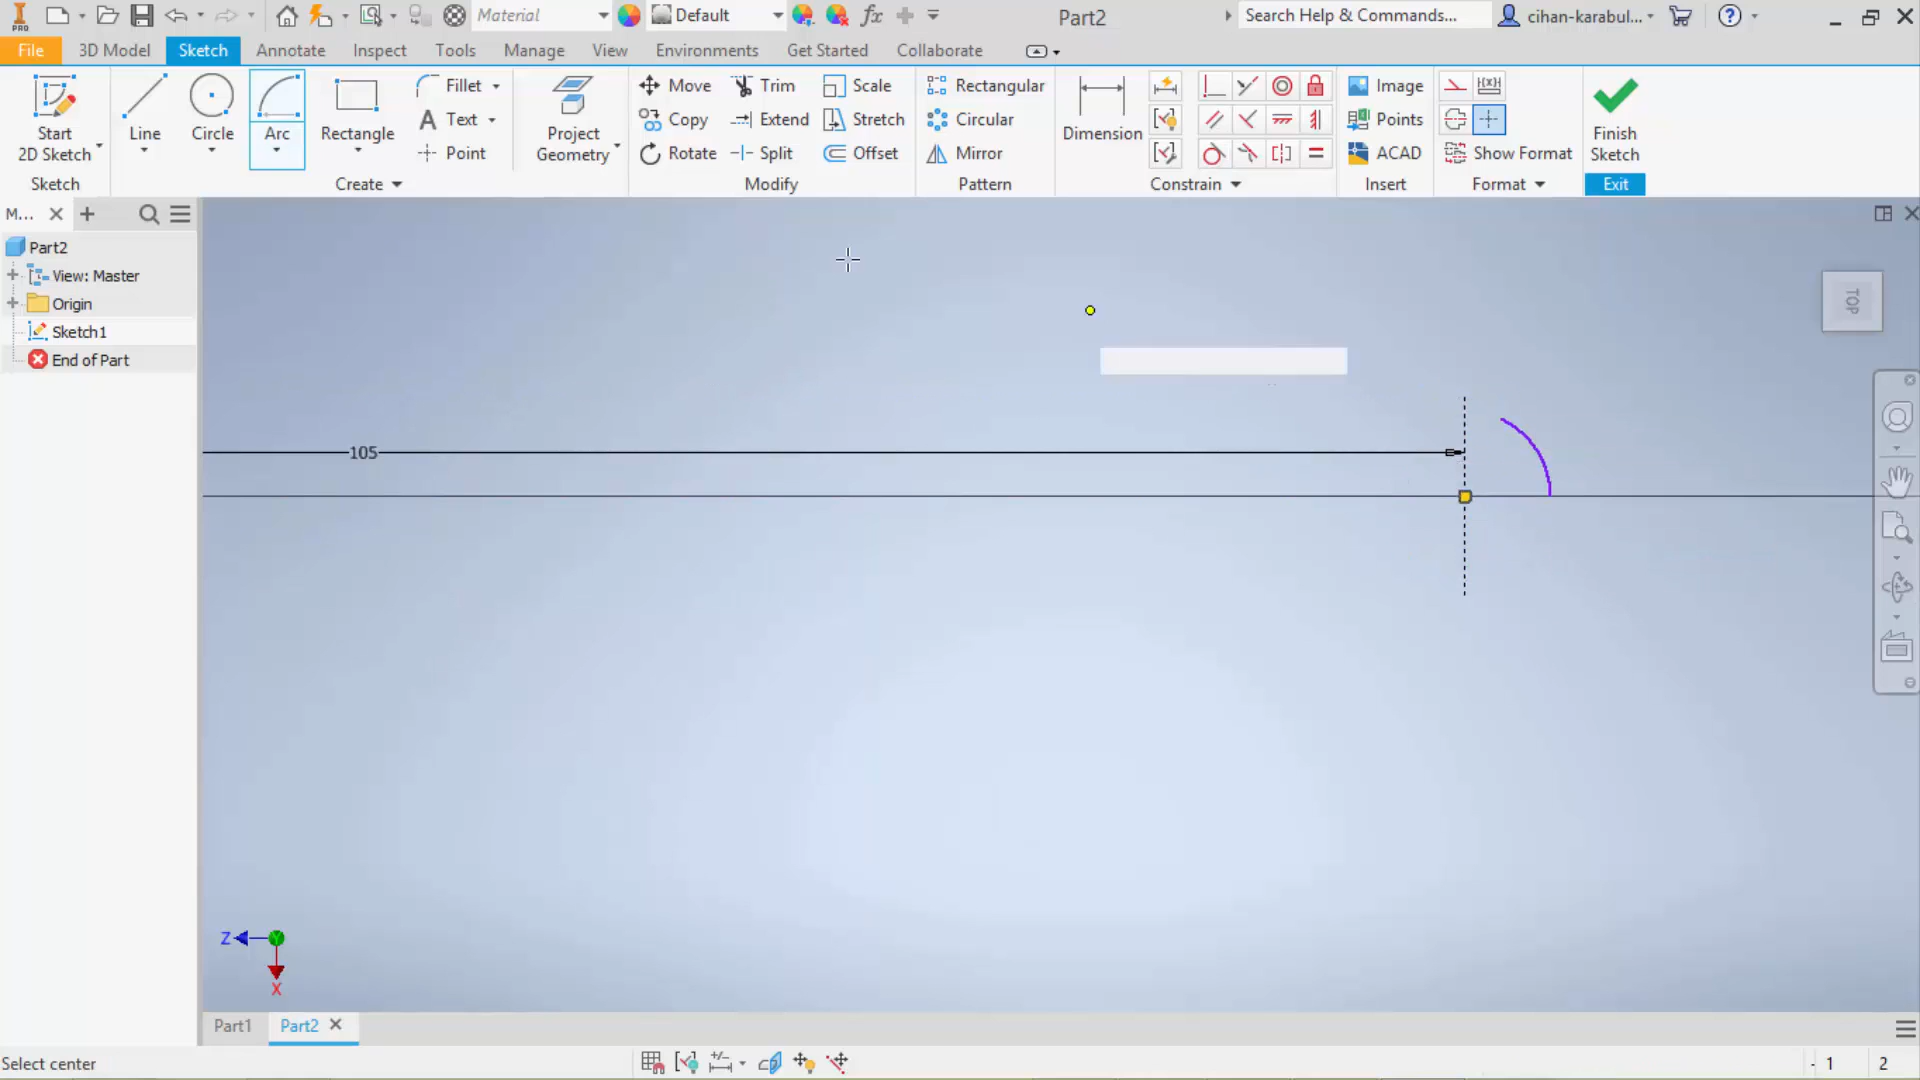 PRO Material Default fx Part2 Search Help & Commands... cihan-karabul...
File 3D Model Sketch Annotate Inspect Tools Manage View Environments Get Started Collaborate
Start 2D Sketch
Line
Circle
Arc
Rectangle
Fillet
Text
Point
Project Geometry
Move
Copy
Rotate
Trim
Extend
Split
Scale
Stretch
Offset
Rectangular
Circular
Mirror
Dimension
Image
Points
ACAD
Show Format
Finish Sketch
Sketch Create Modify Pattern Constrain Insert Format Exit
M...
Part2
View: Master
Origin
Sketch1
End of Part
105
TOP
Z
Y
X
Part1 Part2
Select center
1 2